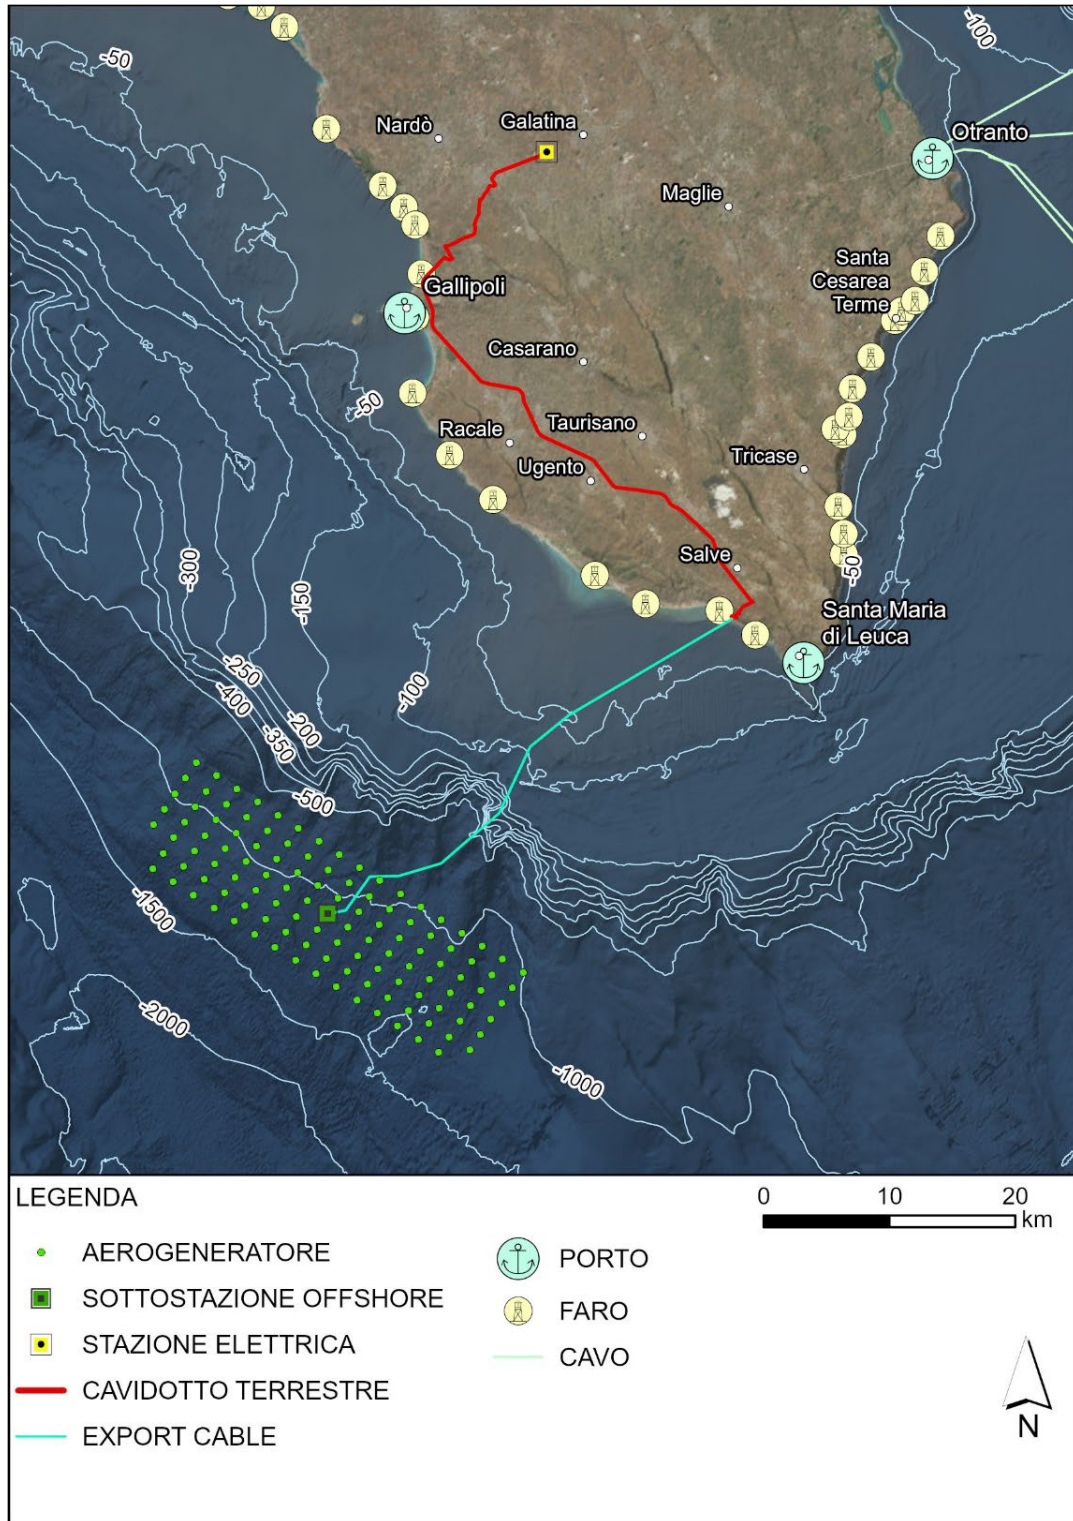 -100
-50
Nardò
Galatina
Otranto
Maglie
Santa
Cesarea
Terme
Gallipoli
Casarano
-50
Racale
Taurisano
Ugento
Tricase
-300
-150
Salve
-50
Santa Maria
di Leuca
-250
-400
-350
-200
-100
-500
-1500
-2000
-1000
LEGENDA
0 10 20
km
AEROGENERATORE
SOTTOSTAZIONE OFFSHORE
STAZIONE ELETTRICA
CAVIDOTTO TERRESTRE
EXPORT CABLE
PORTO
FARO
CAVO
N